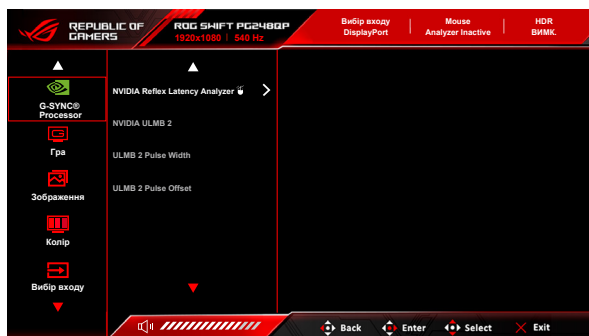 REPUBLIC OF
GAMERS
ROG SHIFT PG248QP
1920x1080 | 540 Hz
Вибір входу
DisplayPort
Mouse
Analyzer Inactive
HDR
ВИМК.
G-SYNC®
Processor
Гра
Зображення
Колір
Вибір входу
NVIDIA Reflex Latency Analyzer
NVIDIA ULMB 2
ULMB 2 Pulse Width
ULMB 2 Pulse Offset
Back
Enter
Select
Exit